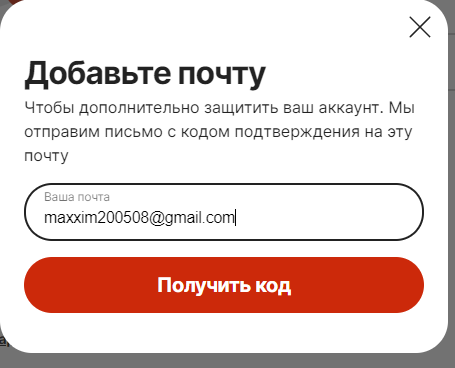 Добавьте почту
Чтобы дополнительно защитить ваш аккаунт. Мы
отправим письмо с кодом подтверждения на эту
почту
Ваша почта
maxxim200508@gmail.com
Получить код